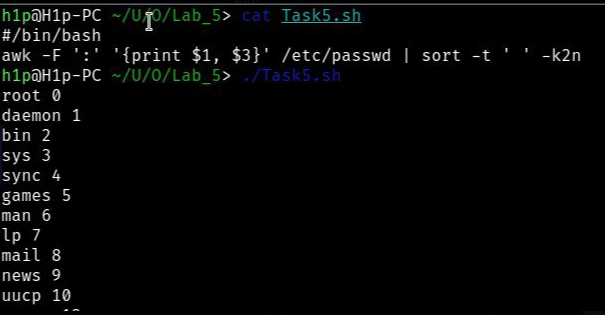 h1p@H1p-PC ~/U/O/Lab_5> cat Task5.sh
#/bin/bash
awk -F ':' '{print $1, $3}' /etc/passwd | sort -t ' ' -k2n
h1p@H1p-PC ~/U/O/Lab_5> ./Task5.sh
root 0
daemon 1
bin 2
sys 3
sync 4
games 5
man 6
lp 7
mail 8
news 9
uucp 10